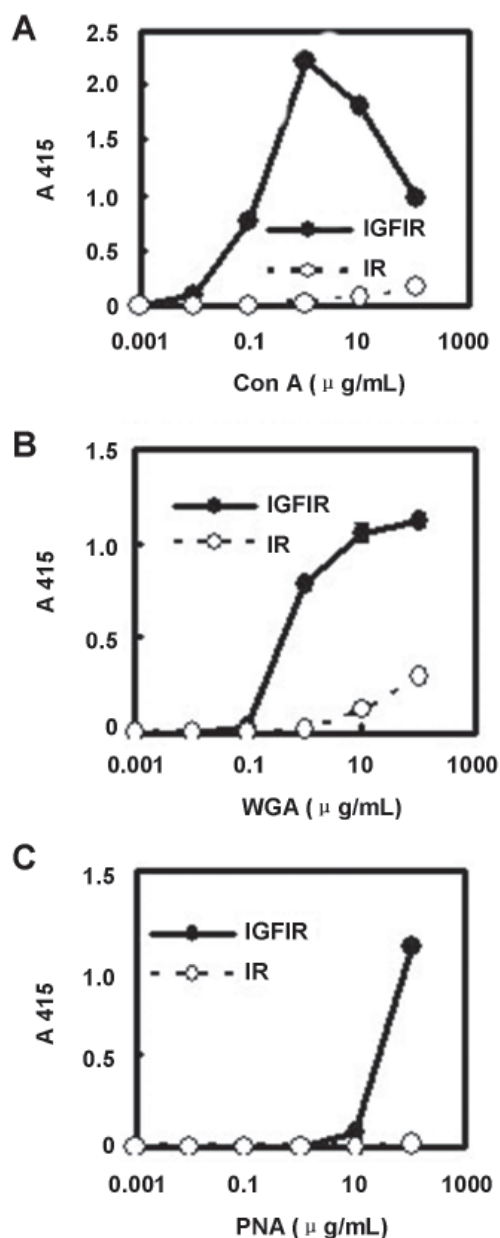 A
2.5
2.0
1.5
1.0
0.5
0
A 415
IGFIR
IR
0.001 0.1 10 1000
Con A ( μ g/mL)
B
1.5
1.0
0.5
0
A 415
IGFIR
IR
0.001 0.1 10 1000
WGA ( μ g/mL)
C
1.5
1.0
0.5
0
A 415
IGFIR
IR
0.001 0.1 10 1000
PNA ( μ g/mL)